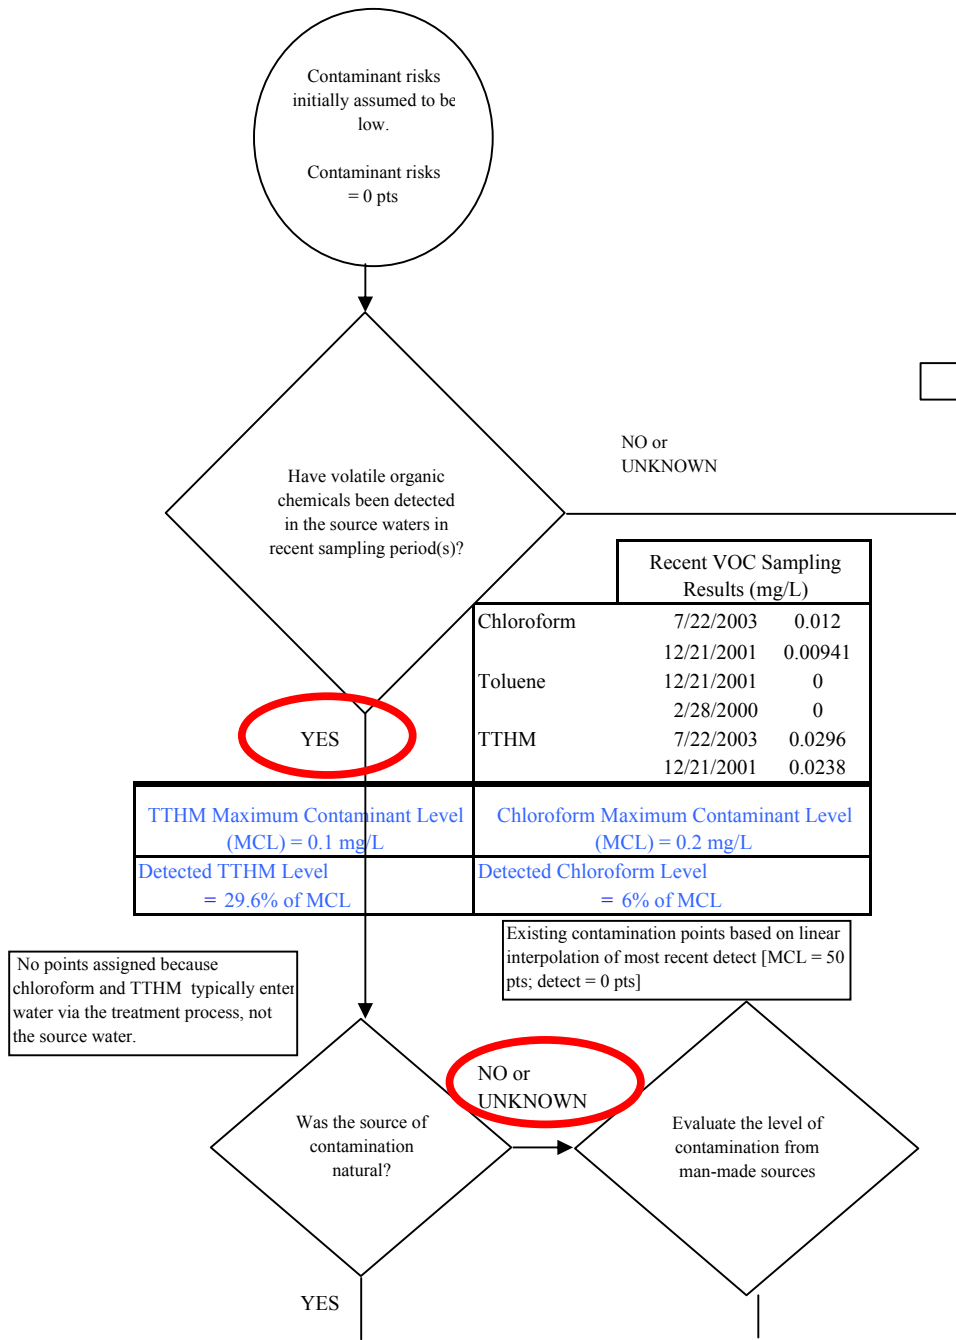 Contaminant risks
initially assumed to be
low.
Contaminant risks
= 0 pts
NO or
UNKNOWN
Have volatile organic
chemicals been detected
in the source waters in
recent sampling period(s)?
Recent VOC Sampling
Results (mg/L)
Chloroform 7/22/2003 0.012
12/21/2001 0.00941
Toluene 12/21/2001 0
2/28/2000 0
YES
TTHM 7/22/2003 0.0296
12/21/2001 0.0238
TTHM Maximum Contaminant Level
(MCL) = 0.1 mg/L
Chloroform Maximum Contaminant Level
(MCL) = 0.2 mg/L
Detected TTHM Level
= 29.6% of MCL
Detected Chloroform Level
= 6% of MCL
Existing contamination points based on linear
interpolation of most recent detect [MCL = 50
pts; detect = 0 pts]
No points assigned because
chloroform and TTHM typically enter
water via the treatment process, not
the source water.
NO or
UNKNOWN
Was the source of
contamination
natural?
Evaluate the level of
contamination from
man-made sources
YES